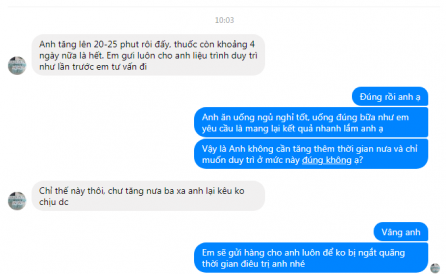 10:03
Anh tăng lên 20-25 phut rôi đấy, thuốc còn khoảng 4
ngày nữa là hết. Em gưi luôn cho anh liệu trình duy trì
như lần trước em tư vấn đi
Đúng rồi anh ạ
Anh ăn uống ngủ nghỉ tốt, uống đúng bữa như em
yêu cầu là mang lại kết quả nhanh lắm anh ạ
Vậy là Anh không cần tăng thêm thời gian nưa và chỉ
muốn duy trì ở mức này đúng không ạ?
Chỉ thế này thôi, chư tăng nưa ba xa anh lại kêu ko
chịu dc
Vâng anh
Em sẽ gửi hàng cho anh luôn để ko bị ngắt quãng
thời gian điêu trị anh nhé